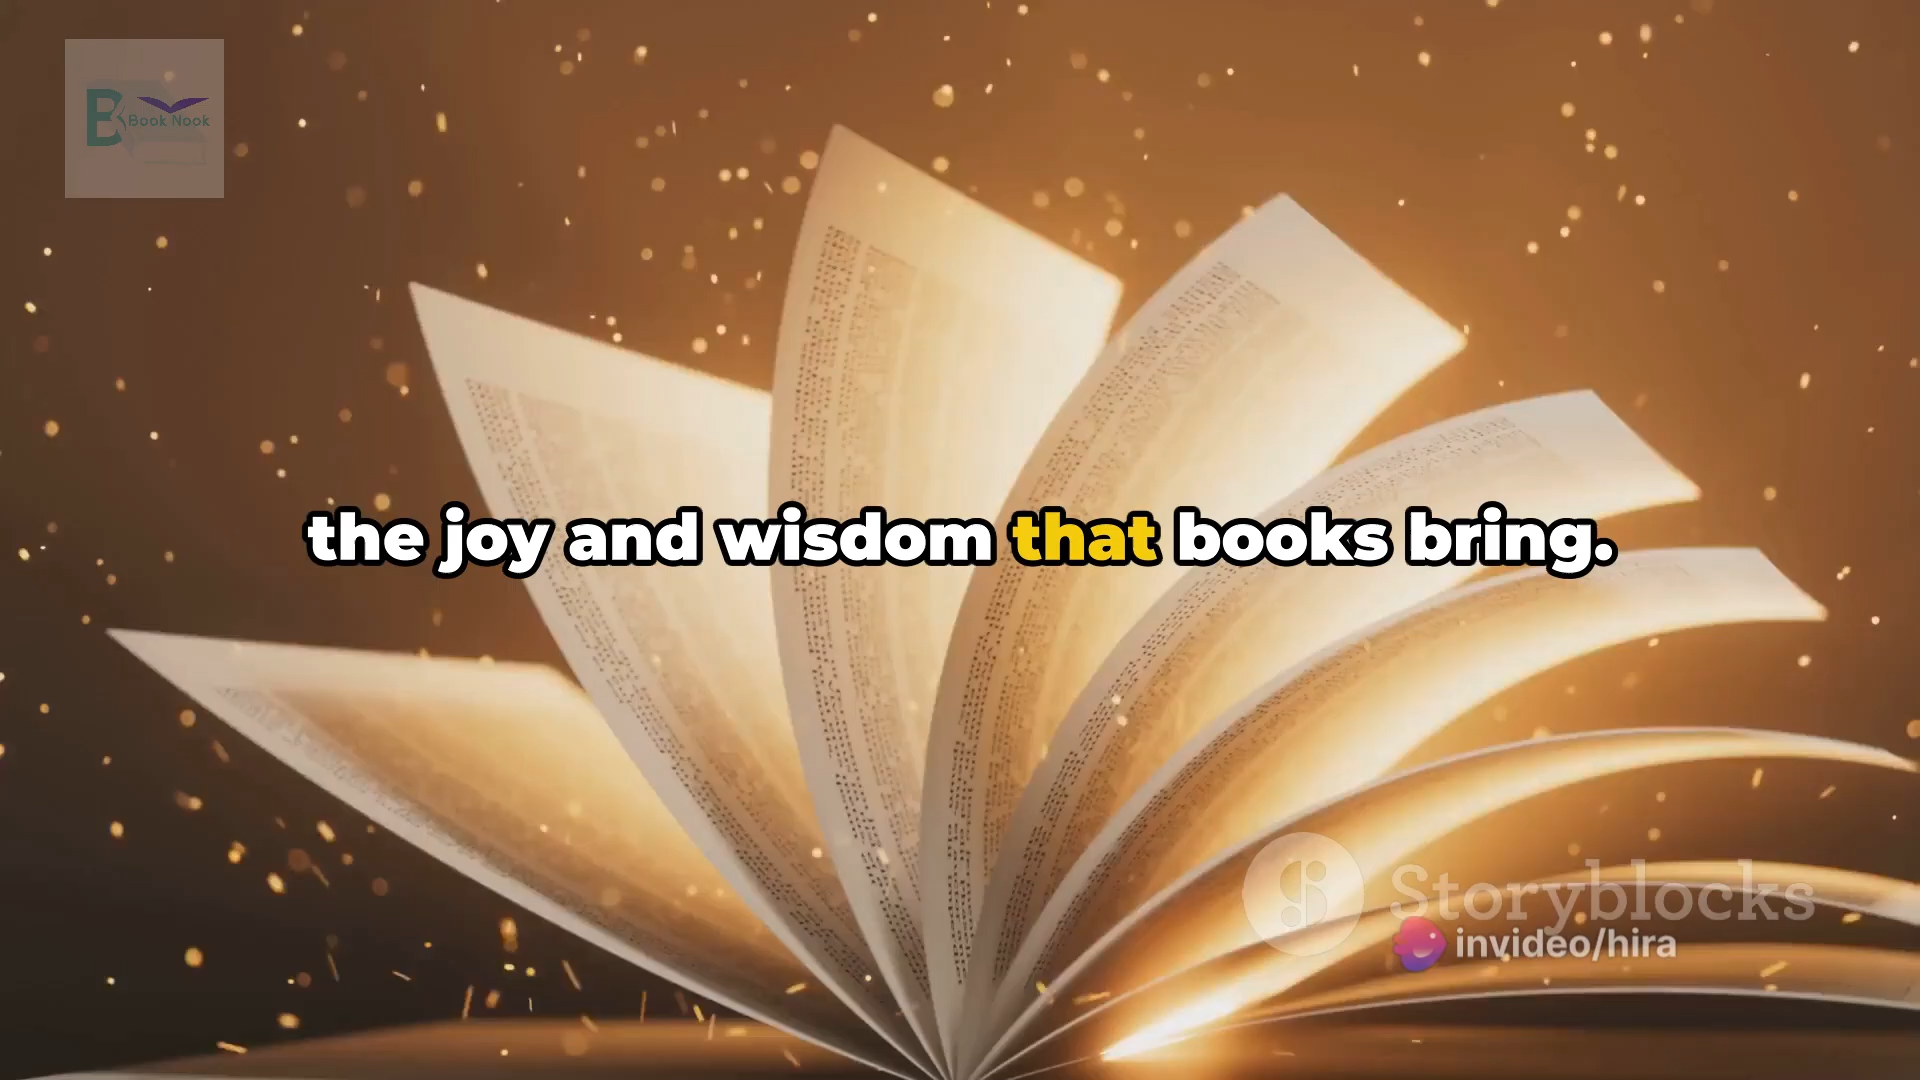 Book Nook
the joy and wisdom that books bring.
Storyblocks
invideo/hira